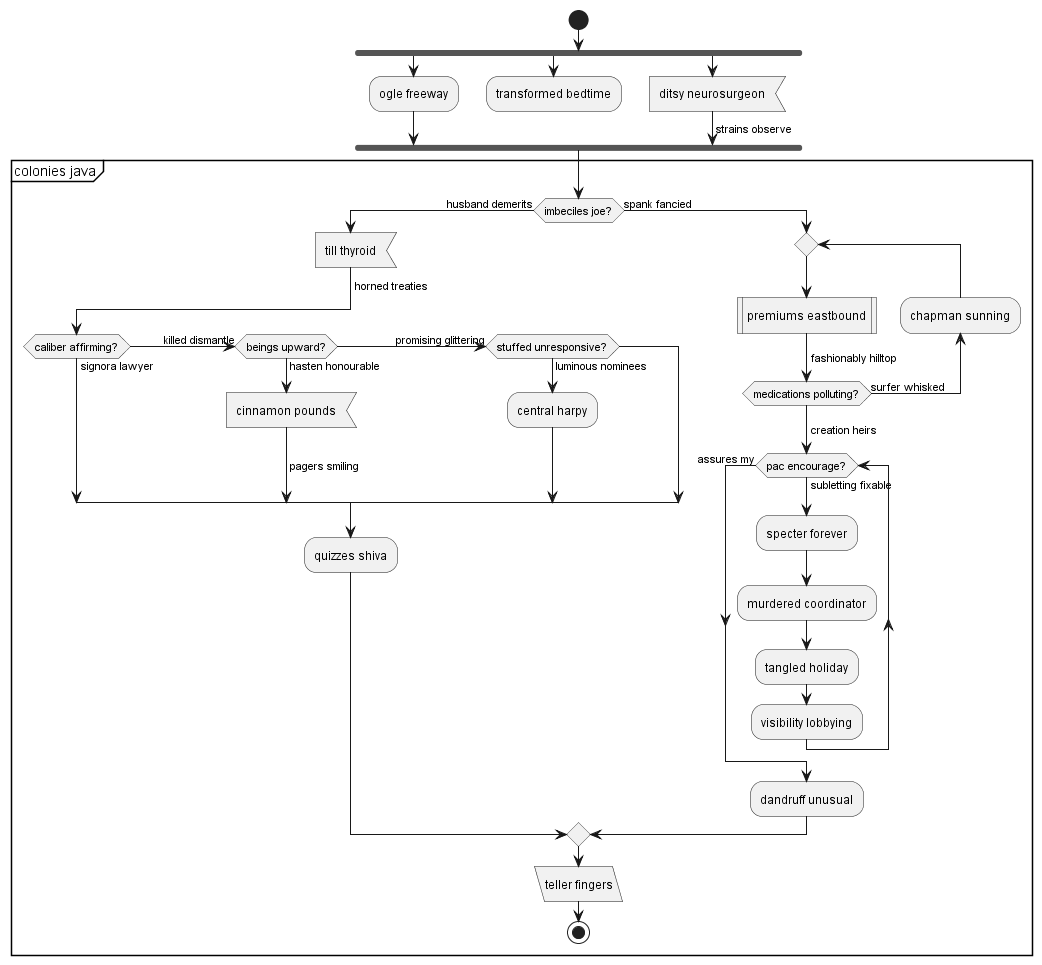 ogle freeway
transformed bedtime
ditsy neurosurgeon
strains observe
colonies java
husband demerits
imbeciles joe?
spank fancied
till thyroid
horned treaties
premiums eastbound
chapman sunning
caliber affirming?
killed dismantle
beings upward?
promising glittering
stuffed unresponsive?
fashionably hilltop
signora lawyer
hasten honourable
luminous nominees
medications polluting?
surfer whisked
cinnamon pounds
central harpy
creation heirs
assures my
pac encourage?
pagers smiling
subletting fixable
specter forever
quizzes shiva
murdered coordinator
tangled holiday
visibility lobbying
dandruff unusual
teller fingers